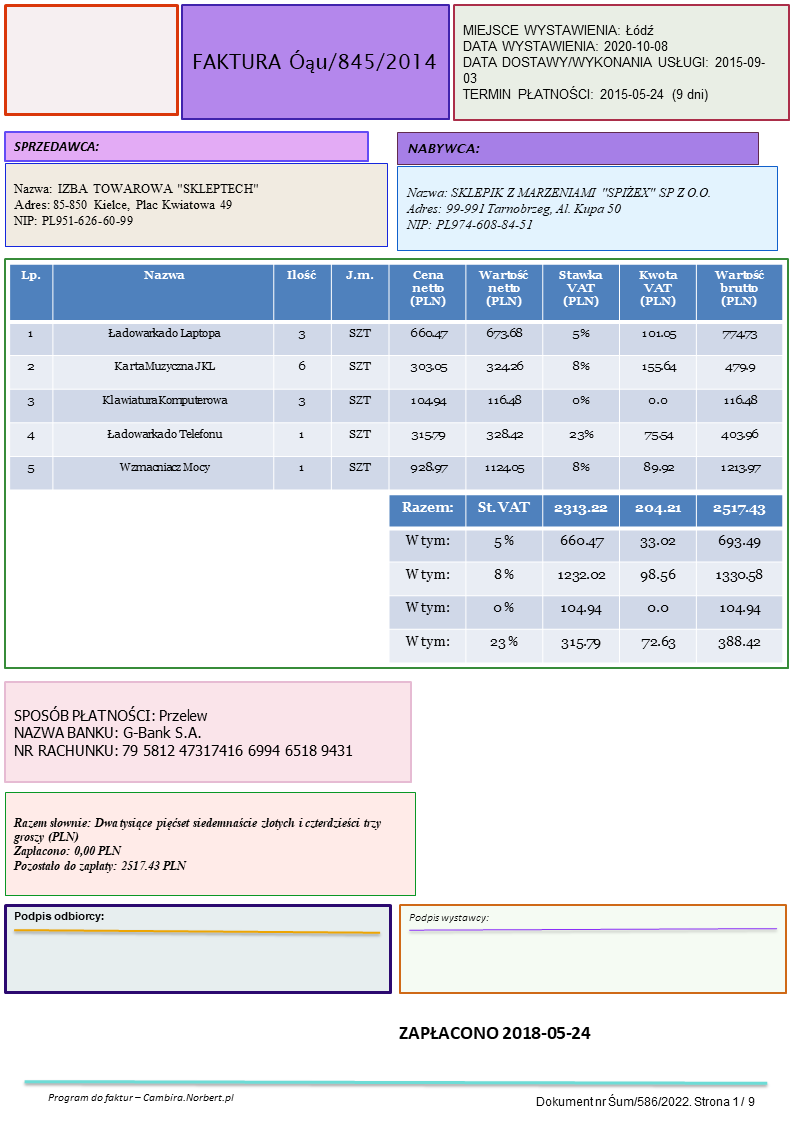 FAKTURA Óąu/845/2014
MIEJSCE WYSTAWIENIA: Łódź
DATA WYSTAWIENIA: 2020-10-08
DATA DOSTAWY/WYKONANIA USŁUGI: 2015-09-
03
TERMIN PŁATNOŚCI: 2015-05-24 (9 dni)
SPRZEDAWCA:
Nazwa: IZBA TOWAROWA "SKLEPTECH"
Adres: 85-850 Kielce, Plac Kwiatowa 49
NIP: PL951-626-60-99
NABYWCA:
Nazwa: SKLEPIK Z MARZENIAMI "SPIŻEX" SP Z O.O.
Adres: 99-991 Tarnobrzeg, Al. Kupa 50
NIP: PL974-608-84-51
Lp. Nazwa Ilość J.m. Cena netto (PLN) Wartość netto (PLN) Stawka VAT (PLN) Kwota VAT (PLN) Wartość brutto (PLN)
1 Ładowarka do Laptopa 3 SZT 660.47 673.68 5% 101.05 774.73
2 Karta Muzyczna JKL 6 SZT 303.05 324.26 8% 155.64 479.9
3 Klawiatura Komputerowa 3 SZT 104.94 116.48 0% 0.0 116.48
4 Ładowarka do Telefonu 1 SZT 315.79 328.42 23% 75.54 403.96
5 Wzmacniacz Mocy 1 SZT 928.97 1124.05 8% 89.92 1213.97
Razem: St. VAT 2313.22 204.21 2517.43
W tym: 5% 660.47 33.02 693.49
W tym: 8% 1232.02 98.56 1330.58
W tym: 0% 104.94 0.0 104.94
W tym: 23% 315.79 72.63 388.42
SPOSÓB PŁATNOŚCI: Przelew
NAZWA BANKU: G-Bank S.A.
NR RACHUNKU: 79 5812 47317416 6994 6518 9431
Razem słownie: Dwa tysiące pięćset siedemnaście złotych i czterdzieści trzy
groszy (PLN)
Zapłacono: 0,00 PLN
Pozostało do zapłaty: 2517.43 PLN
Podpis odbiorcy:
Podpis wystawcy:
ZAPŁACONO 2018-05-24
Program do faktur – Cambira.Norbert.pl
Dokument nr Śum/586/2022. Strona 1 / 9